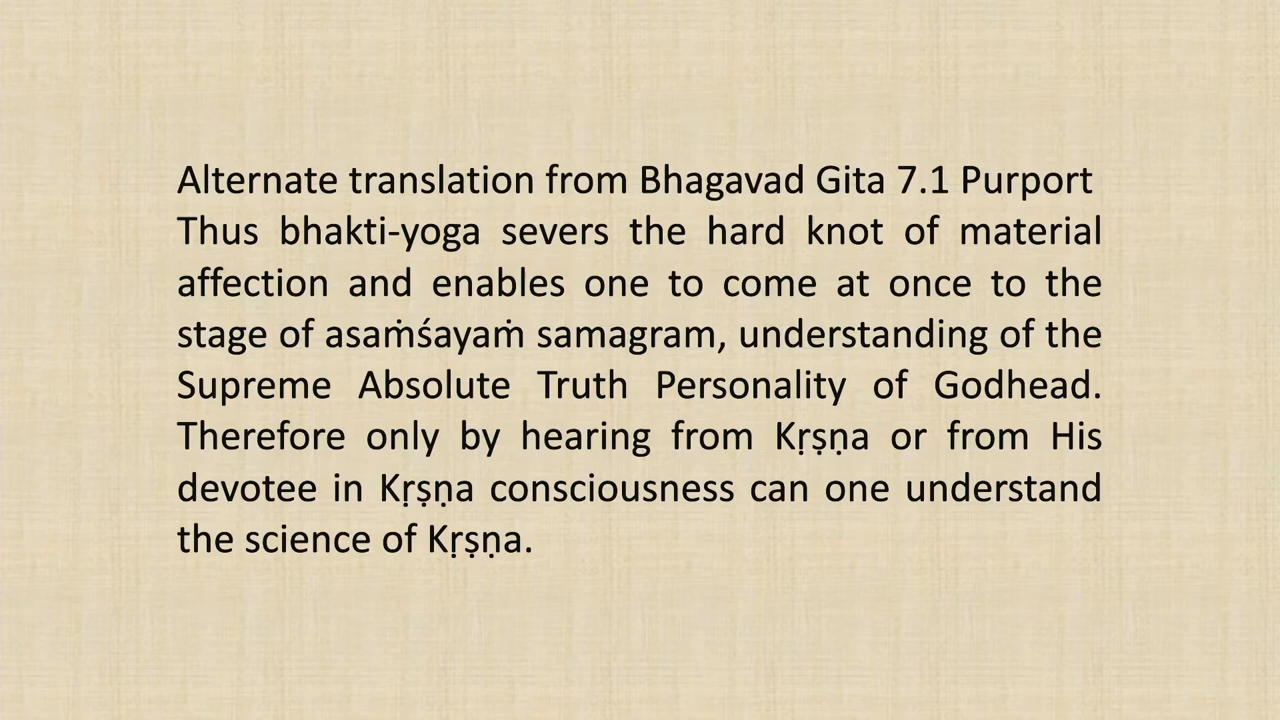 Alternate translation from Bhagavad Gita 7.1 Purport
Thus bhakti-yoga severs the hard knot of material
affection and enables one to come at once to the
stage of asaṁśayaṁ samagram, understanding of the
Supreme Absolute Truth Personality of Godhead.
Therefore only by hearing from Kṛṣṇa or from His
devotee in Kṛṣṇa consciousness can one understand
the science of Kṛṣṇa.